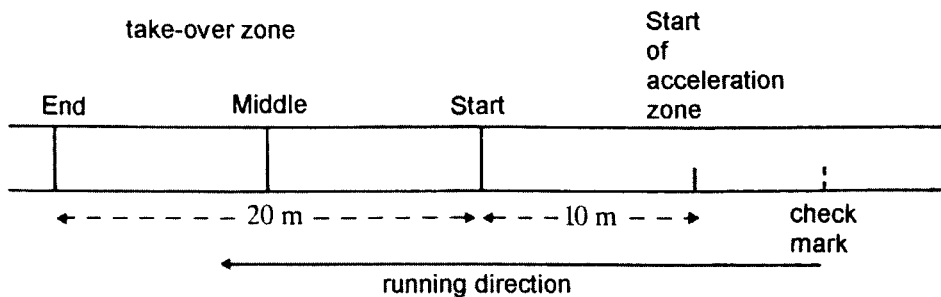 take-over zone
Start
of
acceleration
zone
End
Middle
Start
20 m
10 m
check
mark
running direction